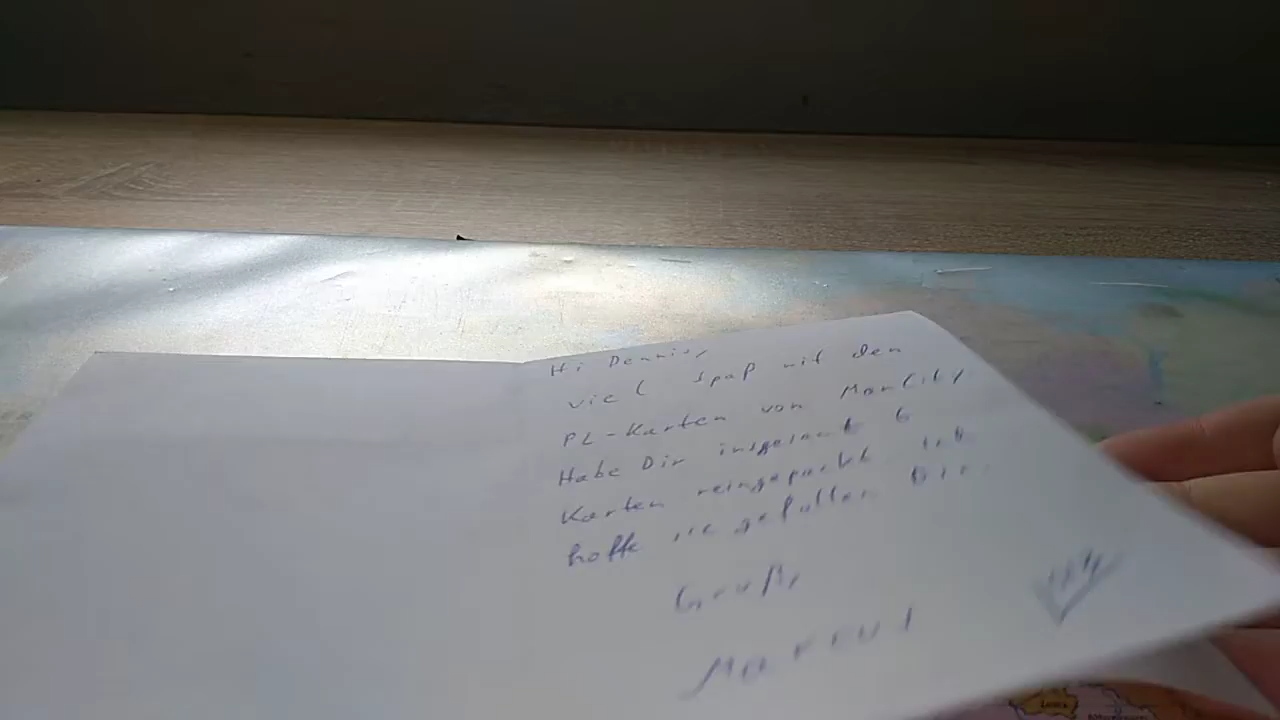 Hi Dennis,
viel Spaß mit den
PL-Karten von ManCity
Habe Dir insgesamt 6
Karten reingepackt Ich
hoffe sie gefallen Dir.
Gruß,
Markus